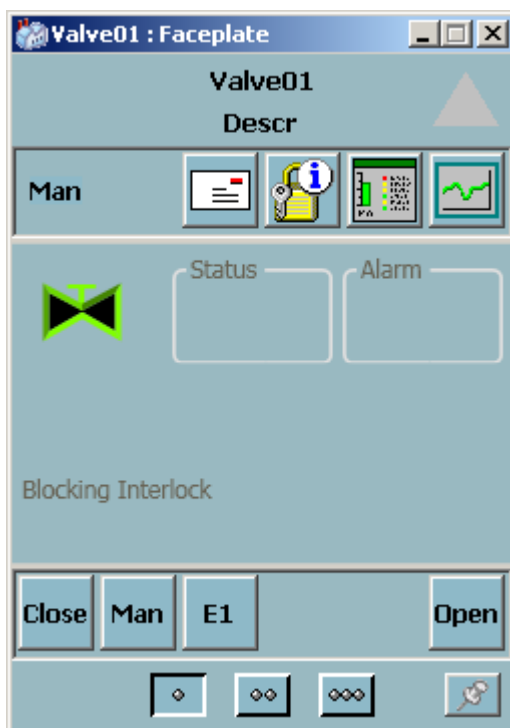 Valve01 : Faceplate
Valve01
Descr
Man
Status
Alarm
Blocking Interlock
Close Man E1 Open